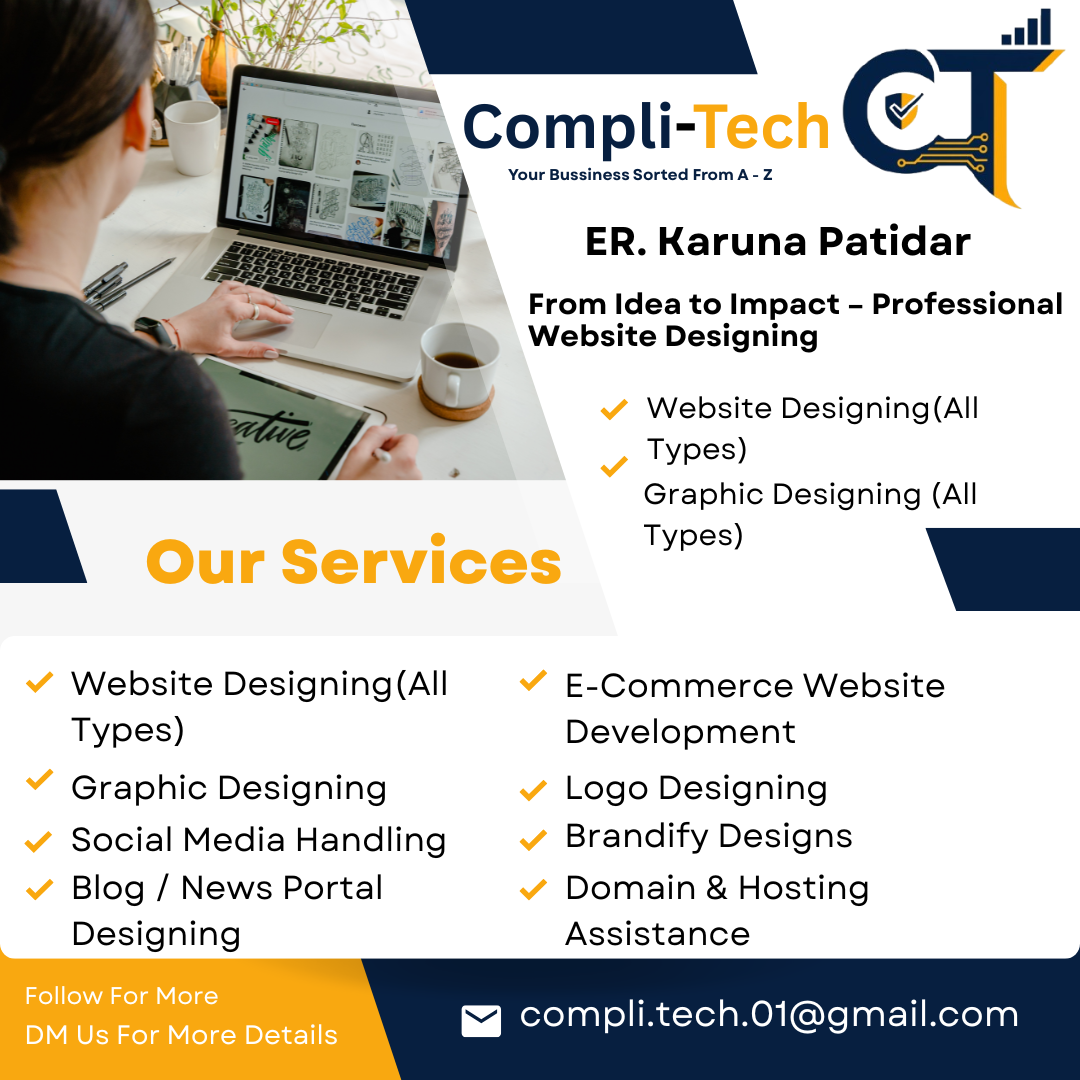 Compli-Tech
Your Bussiness Sorted From A - Z
CT
ER. Karuna Patidar
From Idea to Impact – Professional
Website Designing
Website Designing(All
Types)
Graphic Designing (All
Types)
Our Services
Website Designing(All
Types)
Graphic Designing
Social Media Handling
Blog / News Portal
Designing
E-Commerce Website
Development
Logo Designing
Brandify Designs
Domain & Hosting
Assistance
Follow For More
DM Us For More Details
compli.tech.01@gmail.com